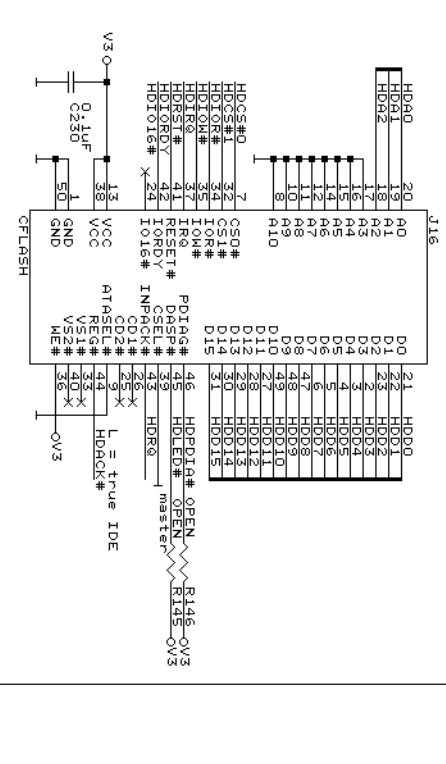 J16
HDA0 20 A0 D0 21 HDD0
HDA1 19 A1 D1 22 HDD1
HDA2 18 A2 D2 23 HDD2
17 A3 D3 2 HDD3
16 A4 D4 3 HDD4
15 A5 D5 4 HDD5
14 A6 D6 5 HDD6
12 A7 D7 6 HDD7
11 A8 D8 47 HDD8
10 A9 D9 48 HDD9
8 A10 D10 49 HDD10
D11 27 HDD11
D12 28 HDD12
HDCS#0 7 CS0# D13 29 HDD13
HDCS#1 32 CS1# D14 30 HDD14
HDIOR# 34 IOR# D15 31 HDD15
HDIOW# 35 IOW#
HDIRQ 37 IRQ PDIAG# 46 HDPDIA# OPEN R146 V3
HDRST# 41 RESET# DASP# 45 HDLED# OPEN R145 V3
HDIORDY 42 IORDY CSEL# 39 master
HDIO16# 24 IO16# INPACK# 43 HDRQ
CD1# 26
CD2# 25
V3 13 VCC ATASEL# 9 L = true IDE
38 VCC REG# 44 HDACK#
0.1uF VS1# 33
C230 VS2# 40
1 GND WE# 36 V3
50 GND
CFLASH